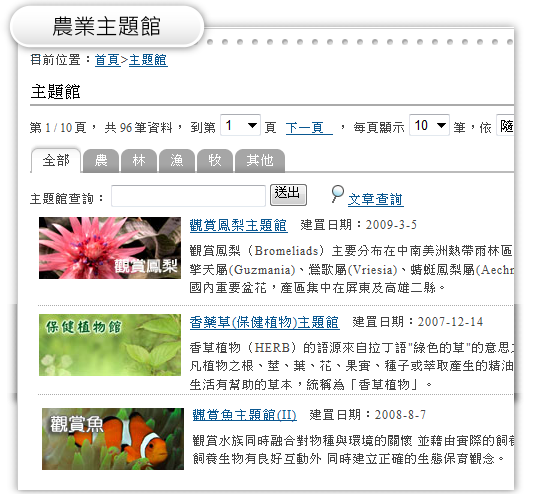 農業主題館
目前位置：首頁>主題館
主題館
第 1 / 10 頁， 共 96 筆資料， 到第 1 頁 下一頁 ， 每頁顯示 10 筆,依 隨
全部 農 林 漁 牧 其他
主題館查詢： 送出 文章查詢
觀賞鳳梨
觀賞鳳梨主題館 建置日期：2009-3-5
觀賞鳳梨（Bromeliads）主要分布在中南美洲熱帶雨林區
擎天屬(Guzmania)、鶯歌屬(Vriesia)、蜻蜓鳳梨屬(Aechm
國內重要盆花，產區集中在屏東及高雄二縣。
保健植物館
香藥草(保健植物)主題館 建置日期：2007-12-14
香草植物（HERB）的語源來自拉丁語"綠色的草"的意思
凡植物之根、莖、葉、花、果實、種子或萃取產生的精油
生活有幫助的草本，統稱為「香草植物」。
觀賞魚
觀賞魚主題館(II) 建置日期：2008-8-7
觀賞水族同時融合對物種與環境的關懷 並藉由實際的飼養
飼養生物有良好互動外 同時建立正確的生態保育觀念。